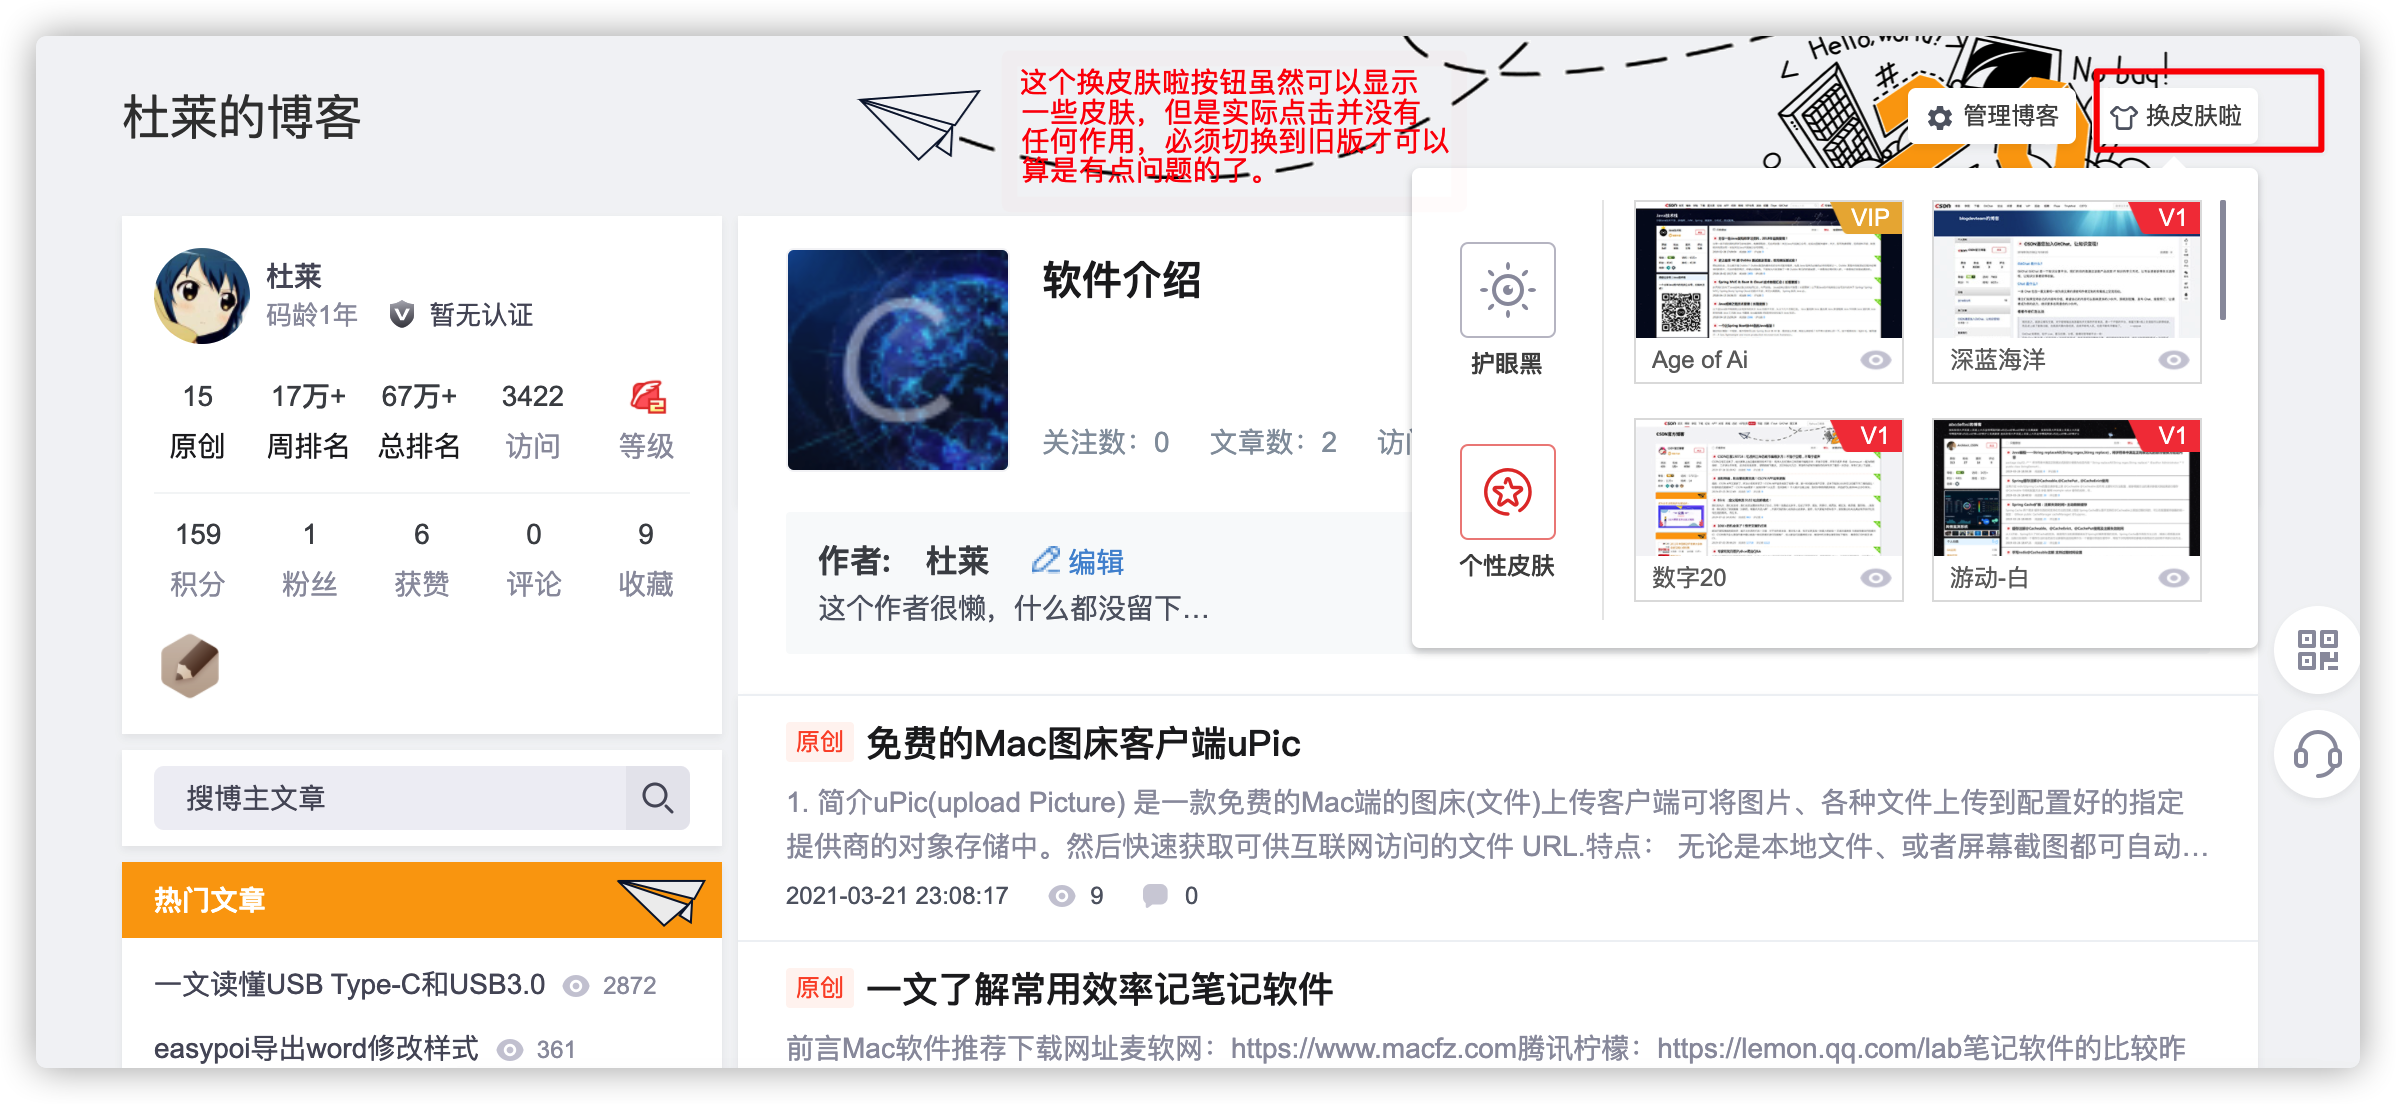 杜莱的博客
这个换皮肤啦按钮虽然可以显示
一些皮肤，但是实际点击并没有
任何作用，必须切换到旧版才可以
算是有点问题的了。
No bug!
管理博客
换皮肤啦
杜莱
码龄1年 暂无认证
15 17万+ 67万+ 3422
原创 周排名 总排名 访问 等级
159 1 6 0 9
积分 粉丝 获赞 评论 收藏
搜博主文章
热门文章
一文读懂USB Type-C和USB3.0 2872
easypoi导出word修改样式 361
软件介绍
关注数：0 文章数：2
作者: 杜莱 编辑
这个作者很懒，什么都没留下…
护眼黑
个性皮肤
VIP
Age of Ai
V1
深蓝海洋
V1
数字20
V1
游动-白
原创 免费的Mac图床客户端uPic
1. 简介uPic(upload Picture) 是一款免费的Mac端的图床(文件)上传客户端可将图片、各种文件上传到配置好的指定
提供商的对象存储中。然后快速获取可供互联网访问的文件 URL.特点： 无论是本地文件、或者屏幕截图都可自动…
2021-03-21 23:08:17 9 0
原创 一文了解常用效率记笔记软件
前言Mac软件推荐下载网址麦软网：https://www.macfz.com腾讯柠檬：https://lemon.qq.com/lab笔记软件的比较昨